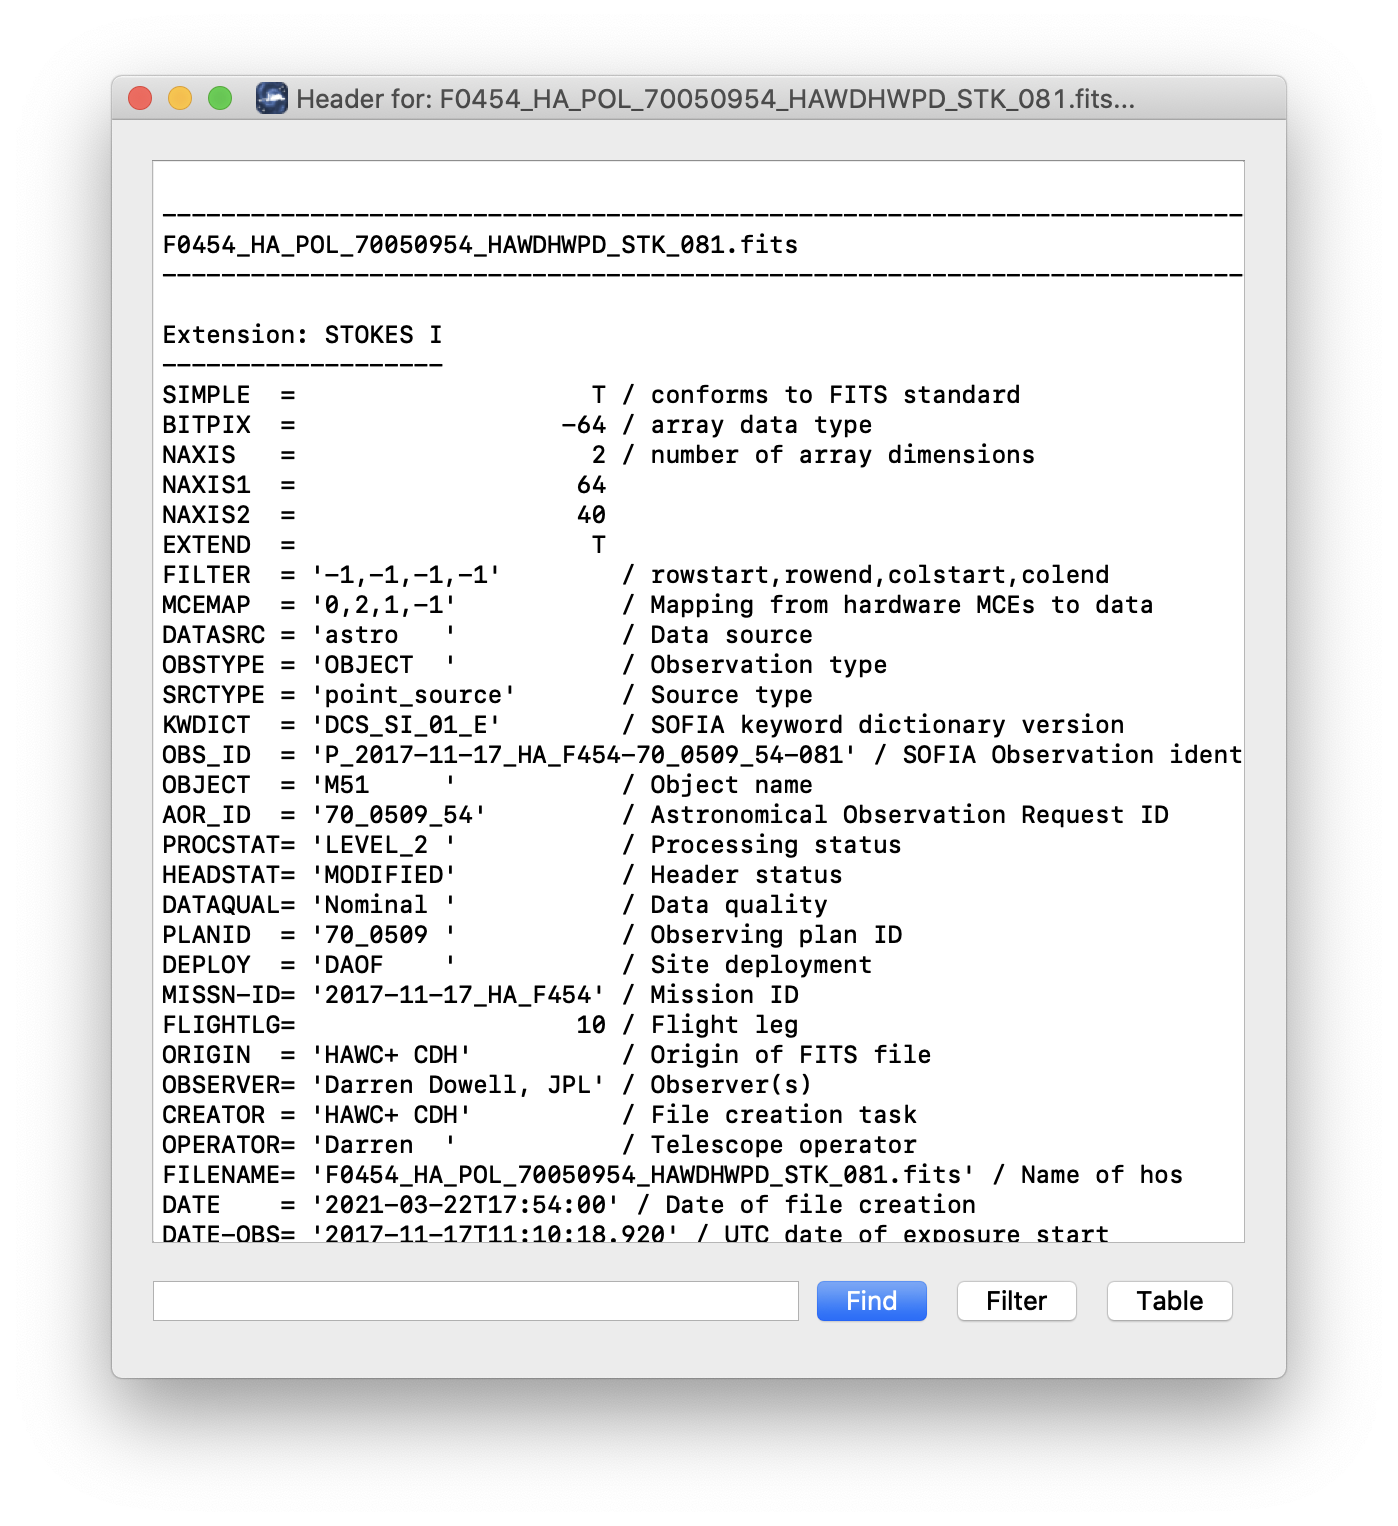 Header for: F0454_HA_POL_70050954_HAWDHWPD_STK_081.fits...
-------------------------------------------------------------------------
F0454_HA_POL_70050954_HAWDHWPD_STK_081.fits
-------------------------------------------------------------------------
Extension: STOKES I
-------------------
SIMPLE  =                    T / conforms to FITS standard
BITPIX  =                  -64 / array data type
NAXIS   =                    2 / number of array dimensions
NAXIS1  =                   64
NAXIS2  =                   40
EXTEND  =                    T
FILTER  = '-1,-1,-1,-1'        / rowstart,rowend,colstart,colend
MCEMAP  = '0,2,1,-1'           / Mapping from hardware MCEs to data
DATASRC = 'astro   '           / Data source
OBSTYPE = 'OBJECT  '           / Observation type
SRCTYPE = 'point_source'       / Source type
KWDICT  = 'DCS_SI_01_E'        / SOFIA keyword dictionary version
OBS_ID  = 'P_2017-11-17_HA_F454-70_0509_54-081' / SOFIA Observation ident
OBJECT  = 'M51     '           / Object name
AOR_ID  = '70_0509_54'         / Astronomical Observation Request ID
PROCSTAT= 'LEVEL_2 '           / Processing status
HEADSTAT= 'MODIFIED'           / Header status
DATAQUAL= 'Nominal '           / Data quality
PLANID  = '70_0509 '           / Observing plan ID
DEPLOY  = 'DAOF    '           / Site deployment
MISSN-ID= '2017-11-17_HA_F454' / Mission ID
FLIGHTLG=                   10 / Flight leg
ORIGIN  = 'HAWC+ CDH'          / Origin of FITS file
OBSERVER= 'Darren Dowell, JPL' / Observer(s)
CREATOR = 'HAWC+ CDH'          / File creation task
OPERATOR= 'Darren  '           / Telescope operator
FILENAME= 'F0454_HA_POL_70050954_HAWDHWPD_STK_081.fits' / Name of hos
DATE    = '2021-03-22T17:54:00' / Date of file creation
DATE-OBS= '2017-11-17T11:10:18.920' / UTC date of exposure start
Find
Filter
Table